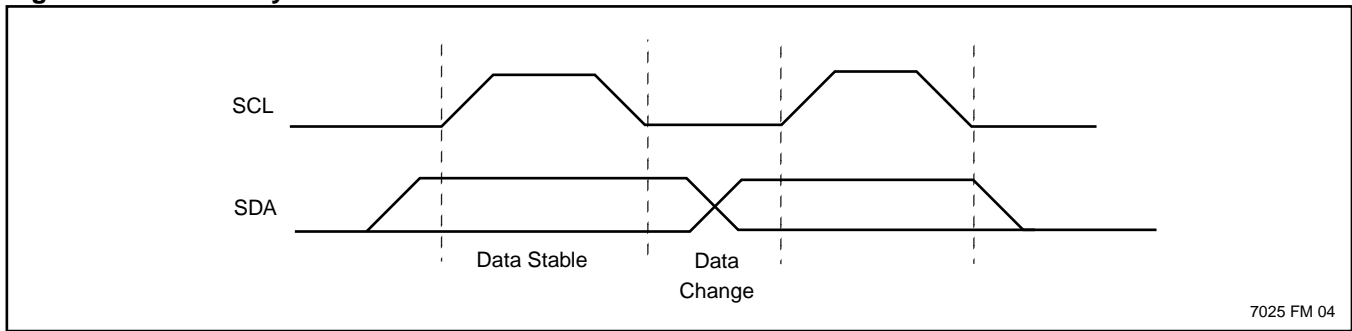 SCL
SDA
Data Stable
Data
Change
7025 FM 04